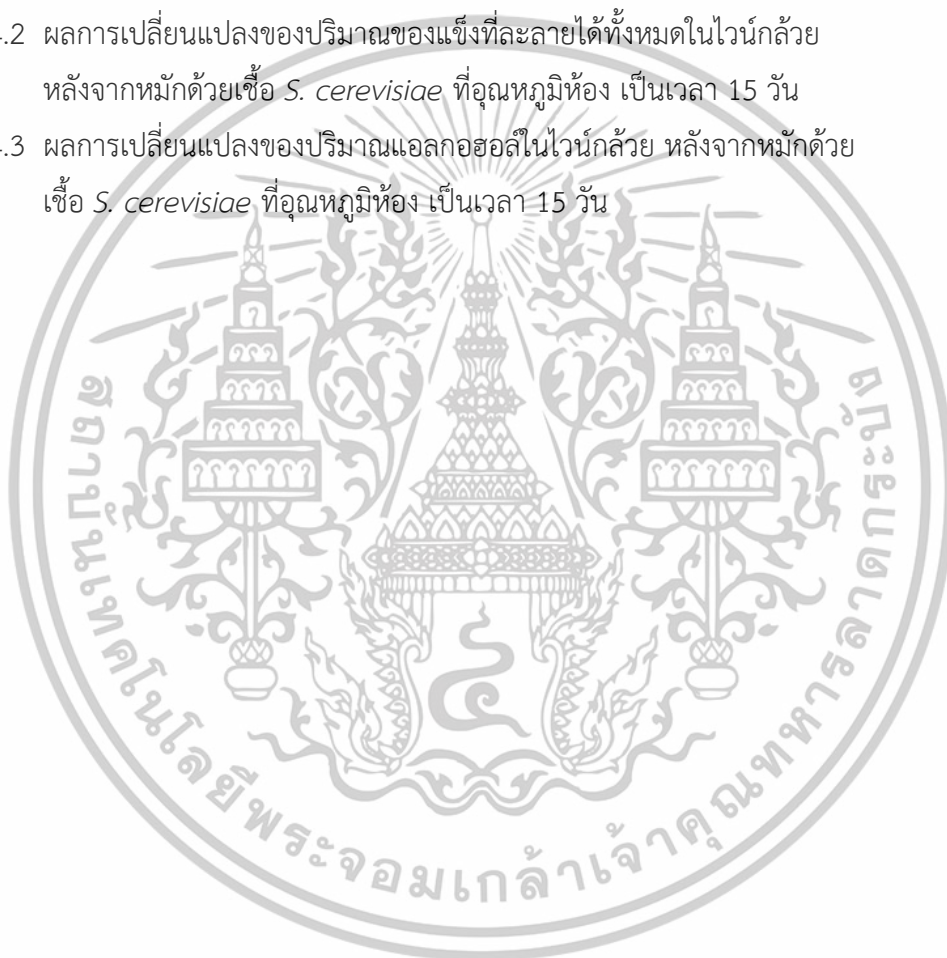 .2 ผลการเปลี่ยนแปลงของปริมาณของแข็งที่ละลายได้ทั้งหมดในไวน์กล้วย
หลังจากหมักด้วยเชื้อ S. cerevisiae ที่อุณหภูมิห้อง เป็นเวลา 15 วัน
.3 ผลการเปลี่ยนแปลงของปริมาณแอลกอฮอล์ในไวน์กล้วย หลังจากหมักด้วย
เชื้อ S. cerevisiae ที่อุณหภูมิห้อง เป็นเวลา 15 วัน
สถาบันเทคโนโลยีพระจอมเกล้าเจ้าคุณทหารลาดกระบัง
๔